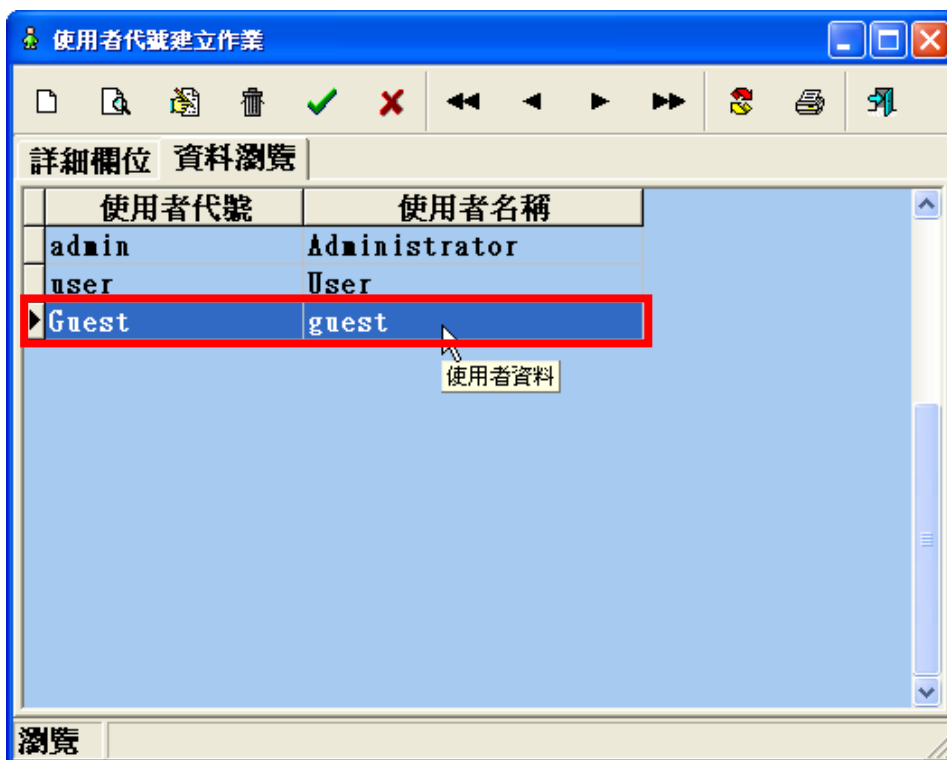 使用者代號建立作業
詳細欄位 資料瀏覽
使用者代號 使用者名稱
admin Administrator
user User
Guest guest
使用者資料
瀏覽